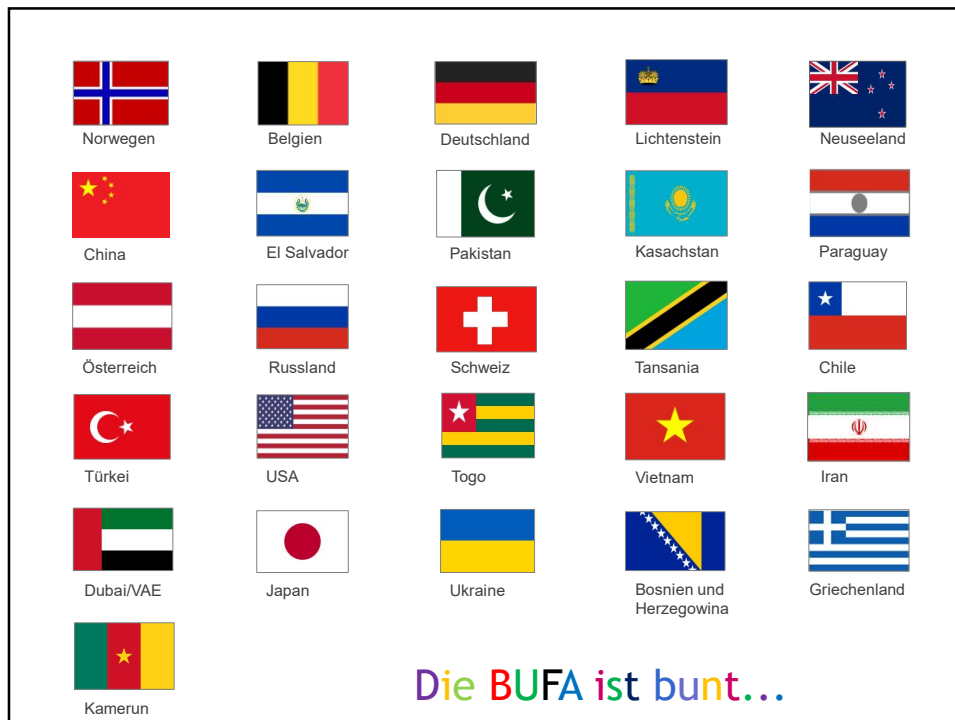 Norwegen
Belgien
Deutschland
Lichtenstein
Neuseeland
China
El Salvador
Pakistan
Kasachstan
Paraguay
Österreich
Russland
Schweiz
Tansania
Chile
Türkei
USA
Togo
Vietnam
Iran
Dubai/VAE
Japan
Ukraine
Bosnien und
Herzegowina
Griechenland
Kamerun
Die BUFA ist bunt...